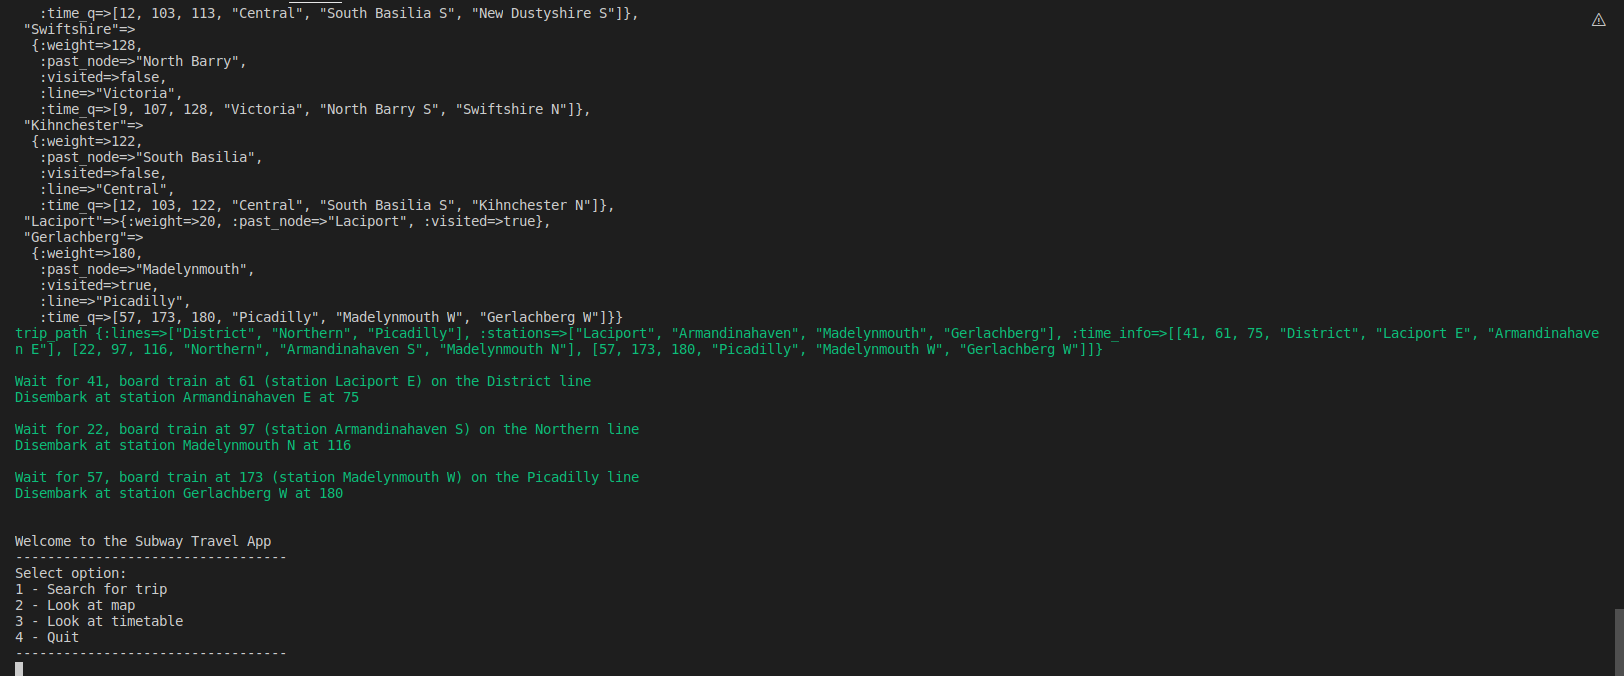 :time_q=>[12, 103, 113, "Central", "South Basilia S", "New Dustyshire S"]},
"Swiftshire"=>
{:weight=>128,
:past_node=>"North Barry",
:visited=>false,
:line=>"Victoria",
:time_q=>[9, 107, 128, "Victoria", "North Barry S", "Swiftshire N"]},
"Kihnchester"=>
{:weight=>122,
:past_node=>"South Basilia",
:visited=>false,
:line=>"Central",
:time_q=>[12, 103, 122, "Central", "South Basilia S", "Kihnchester N"]},
"Laciport"=>{:weight=>20, :past_node=>"Laciport", :visited=>true},
"Gerlachberg"=>
{:weight=>180,
:past_node=>"Madelynmouth",
:visited=>true,
:line=>"Picadilly",
:time_q=>[57, 173, 180, "Picadilly", "Madelynmouth W", "Gerlachberg W"]}}
trip_path {:lines=>["District", "Northern", "Picadilly"], :stations=>["Laciport", "Armandinahaven", "Madelynmouth", "Gerlachberg"], :time_info=>[[41, 61, 75, "District", "Laciport E", "Armandinahave
n E"], [22, 97, 116, "Northern", "Armandinahaven S", "Madelynmouth N"], [57, 173, 180, "Picadilly", "Madelynmouth W", "Gerlachberg W"]]}
Wait for 41, board train at 61 (station Laciport E) on the District line
Disembark at station Armandinahaven E at 75
Wait for 22, board train at 97 (station Armandinahaven S) on the Northern line
Disembark at station Madelynmouth N at 116
Wait for 57, board train at 173 (station Madelynmouth W) on the Picadilly line
Disembark at station Gerlachberg W at 180
Welcome to the Subway Travel App
----------------------------------
Select option:
1 - Search for trip
2 - Look at map
3 - Look at timetable
4 - Quit
----------------------------------